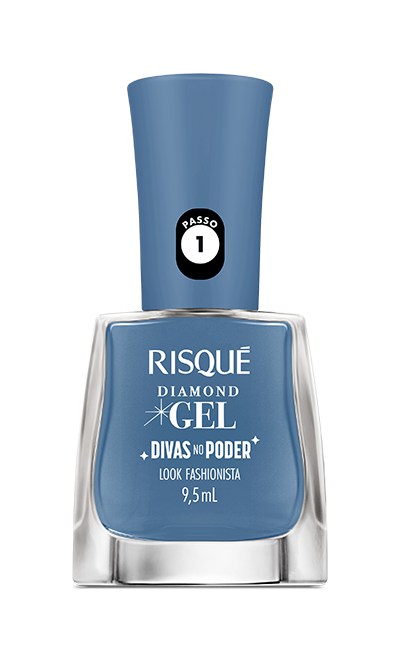 PASSO
1
RISQUÉ
DIAMOND
GEL
DIVAS NO PODER
LOOK FASHIONISTA
9,5mL